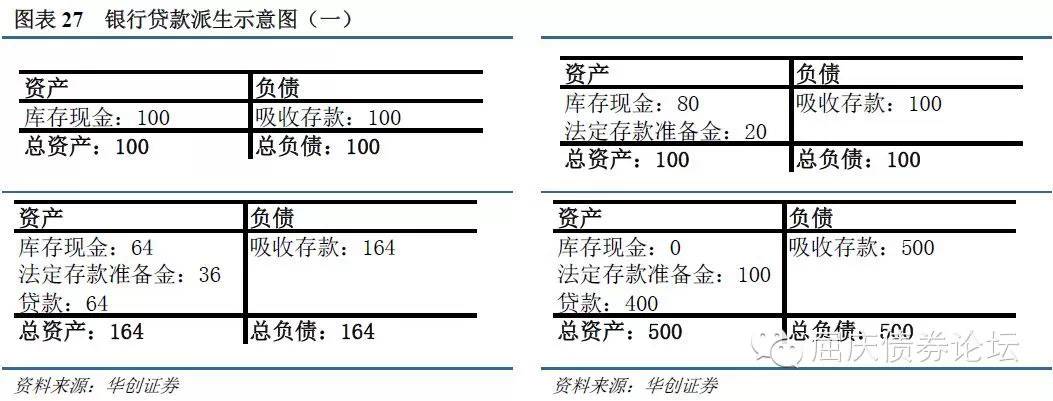 图表 27 银行贷款派生示意图（一）
资产 负债
库存现金：100 吸收存款：100
总资产：100 总负债：100
资产 负债
库存现金：80 吸收存款：100
法定存款准备金：20
总资产：100 总负债：100
资产 负债
库存现金：64 吸收存款：164
法定存款准备金：36
贷款：64
总资产：164 总负债：164
资产 负债
库存现金：0 吸收存款：500
法定存款准备金：100
贷款：400
总资产：500 总负债：500
屈庆债券论坛
资料来源：华创证券
资料来源：华创证券